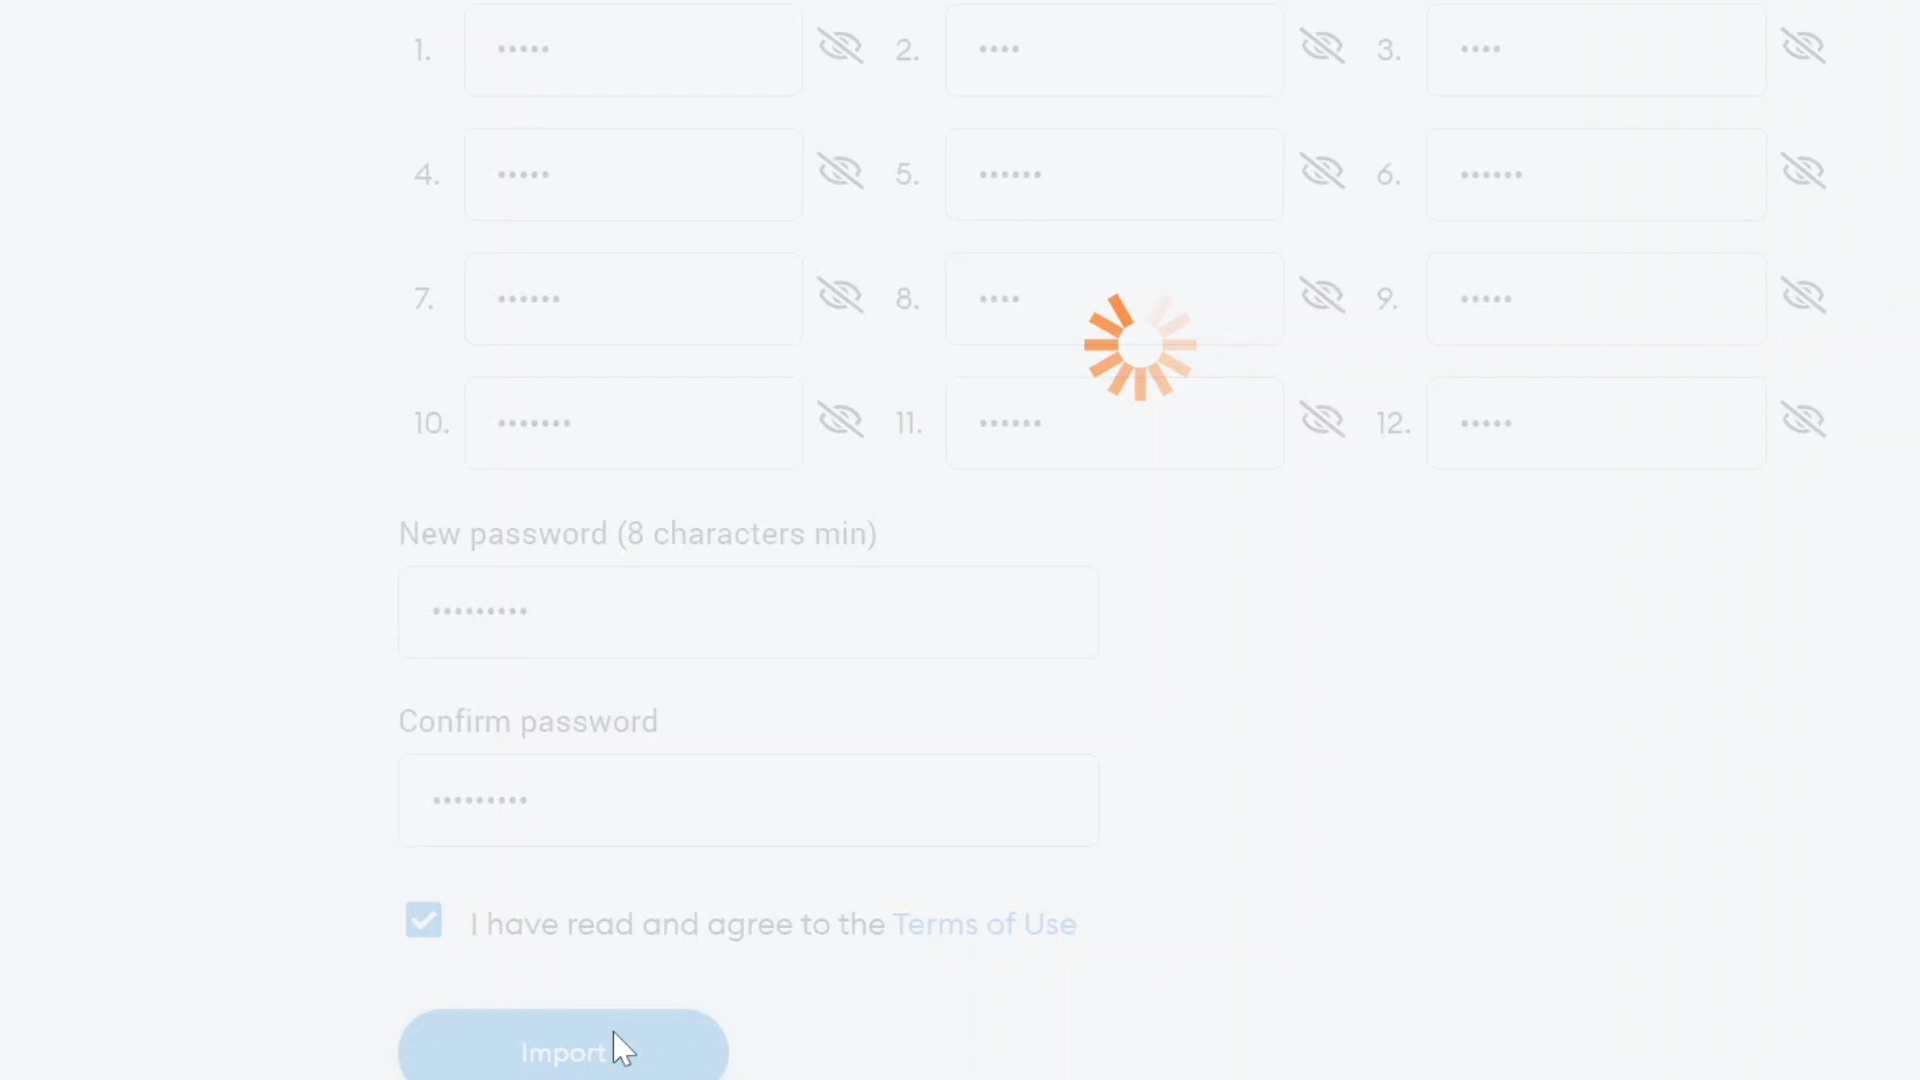 1. ••••• 2. •••• 3. ••••
4. ••••• 5. •••••• 6. ••••••
7. •••••• 8. •••• 9. •••••
10. ••••••• 11. •••••• 12. •••••
New password (8 characters min)
•••••••••
Confirm password
•••••••••
I have read and agree to the Terms of Use
Import